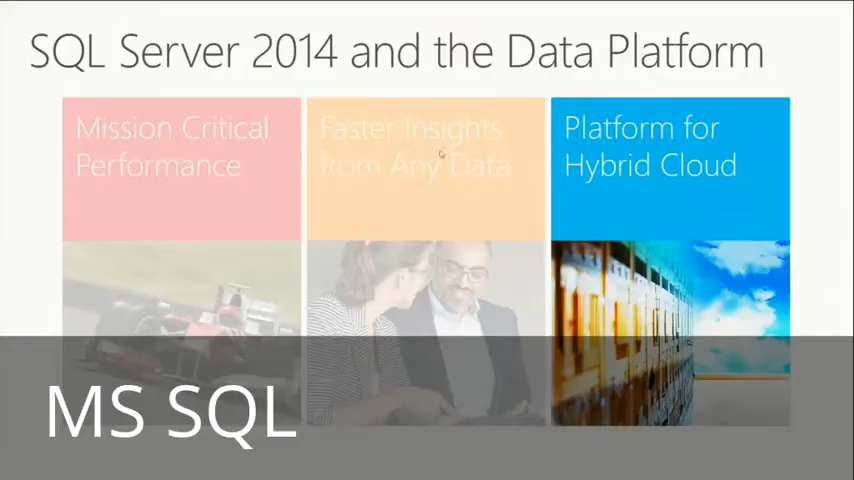 SQL Server 2014 and the Data Platform
Mission Critical
Performance
Faster Insights
from Any Data
Platform for
Hybrid Cloud
MS SQL